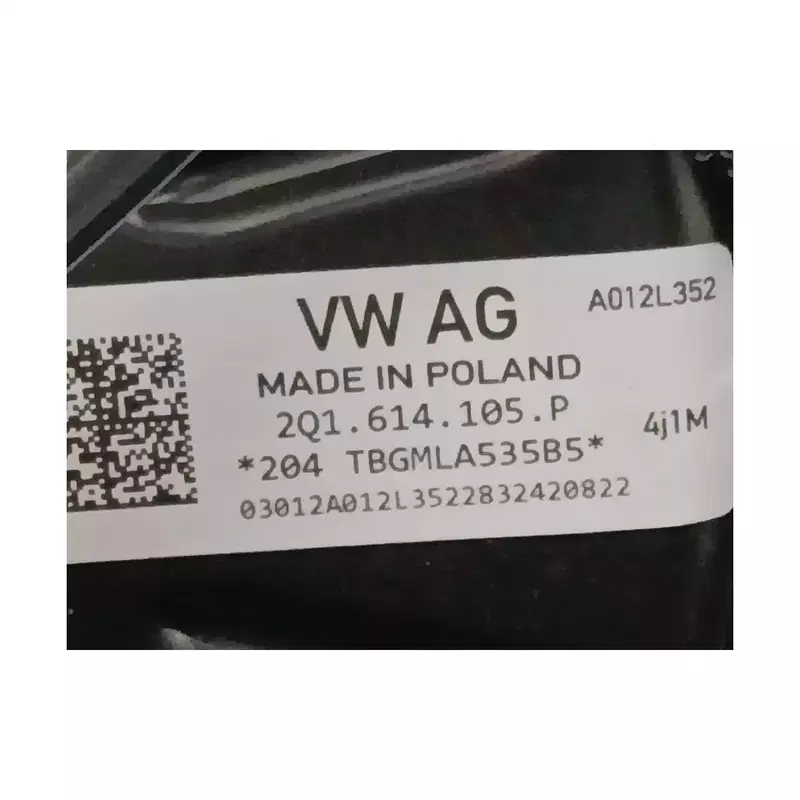 VW AG
A012L352
MADE IN POLAND
2Q1.614.105.P
4j1M
*204 TBGMLA535B5*
03012A012L3522832420822